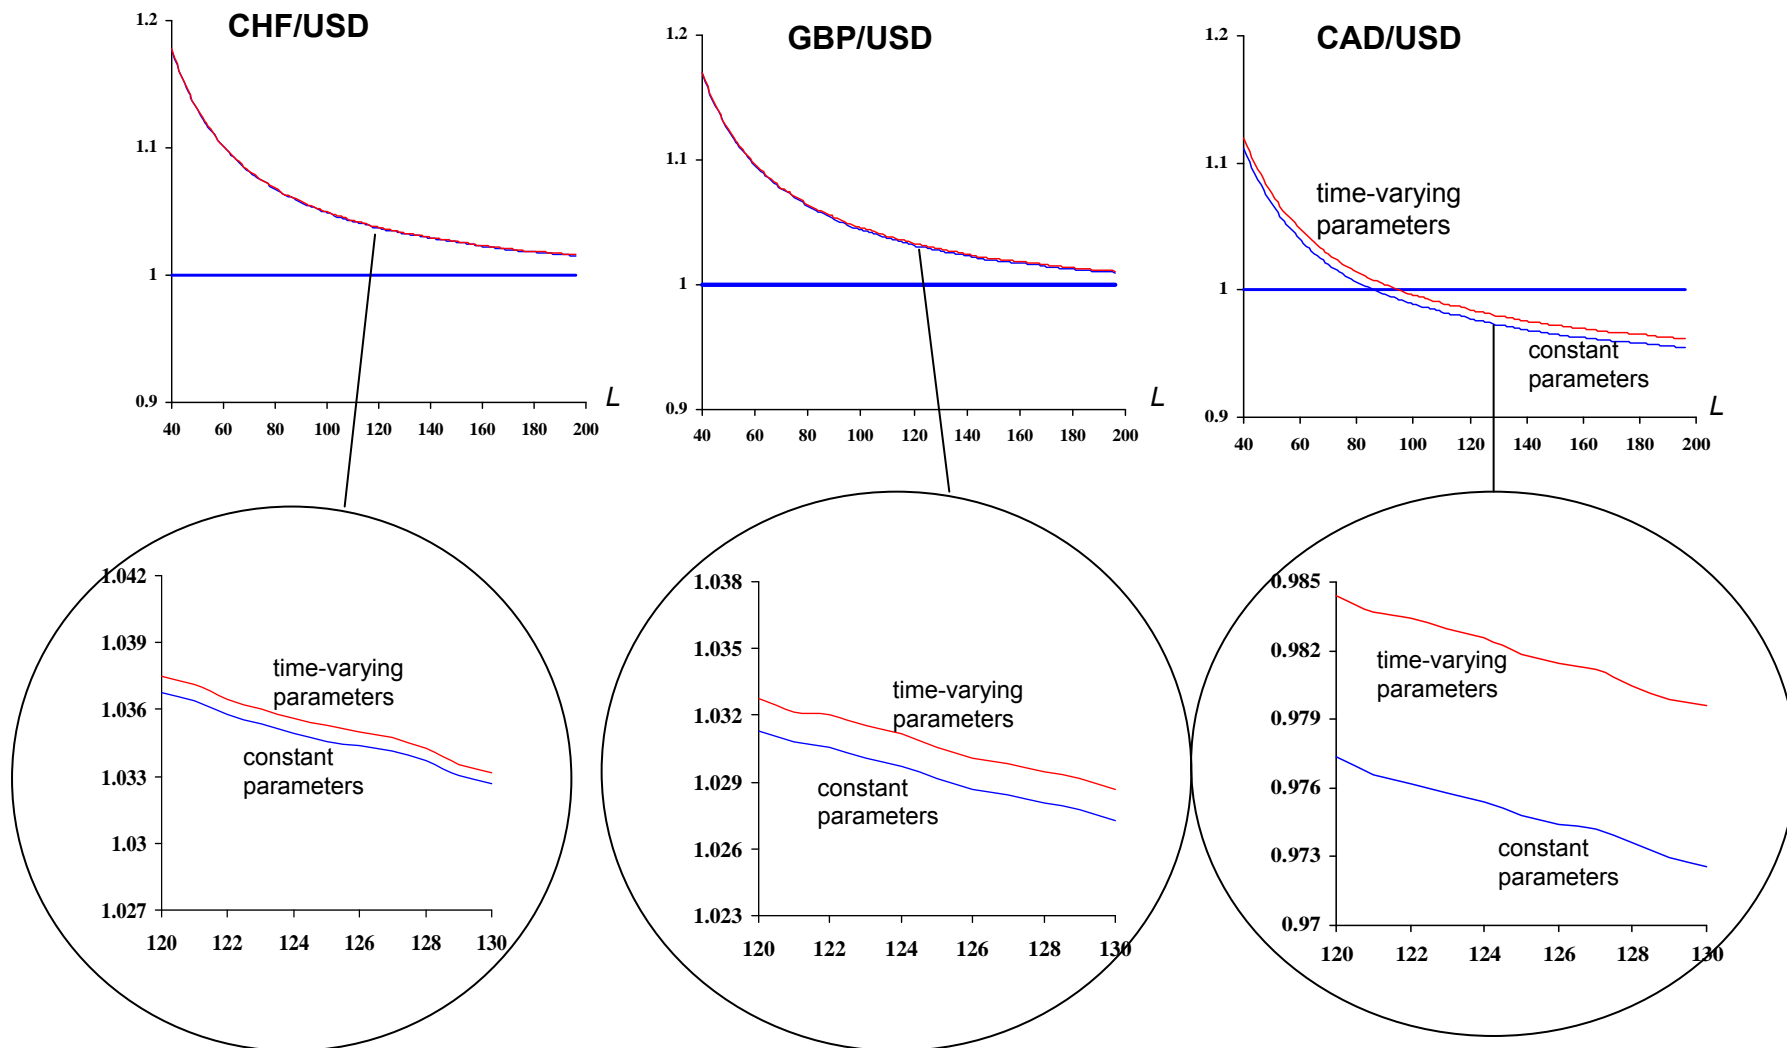 CHF/USD
1.2
1.1
1
0.9
40 60 80 100 120 140 160 180 200
L
GBP/USD
1.2
1.1
1
0.9
40 60 80 100 120 140 160 180 200
L
CAD/USD
1.2
1.1
1
0.9
time-varying
parameters
constant
parameters
40 60 80 100 120 140 160 180 200
L
1.042
1.039
1.036
1.033
1.03
1.027
time-varying
parameters
constant
parameters
120 122 124 126 128 130
1.038
1.035
1.032
1.029
1.026
1.023
time-varying
parameters
constant
parameters
120 122 124 126 128 130
0.985
0.982
0.979
0.976
0.973
0.97
time-varying
parameters
constant
parameters
120 122 124 126 128 130